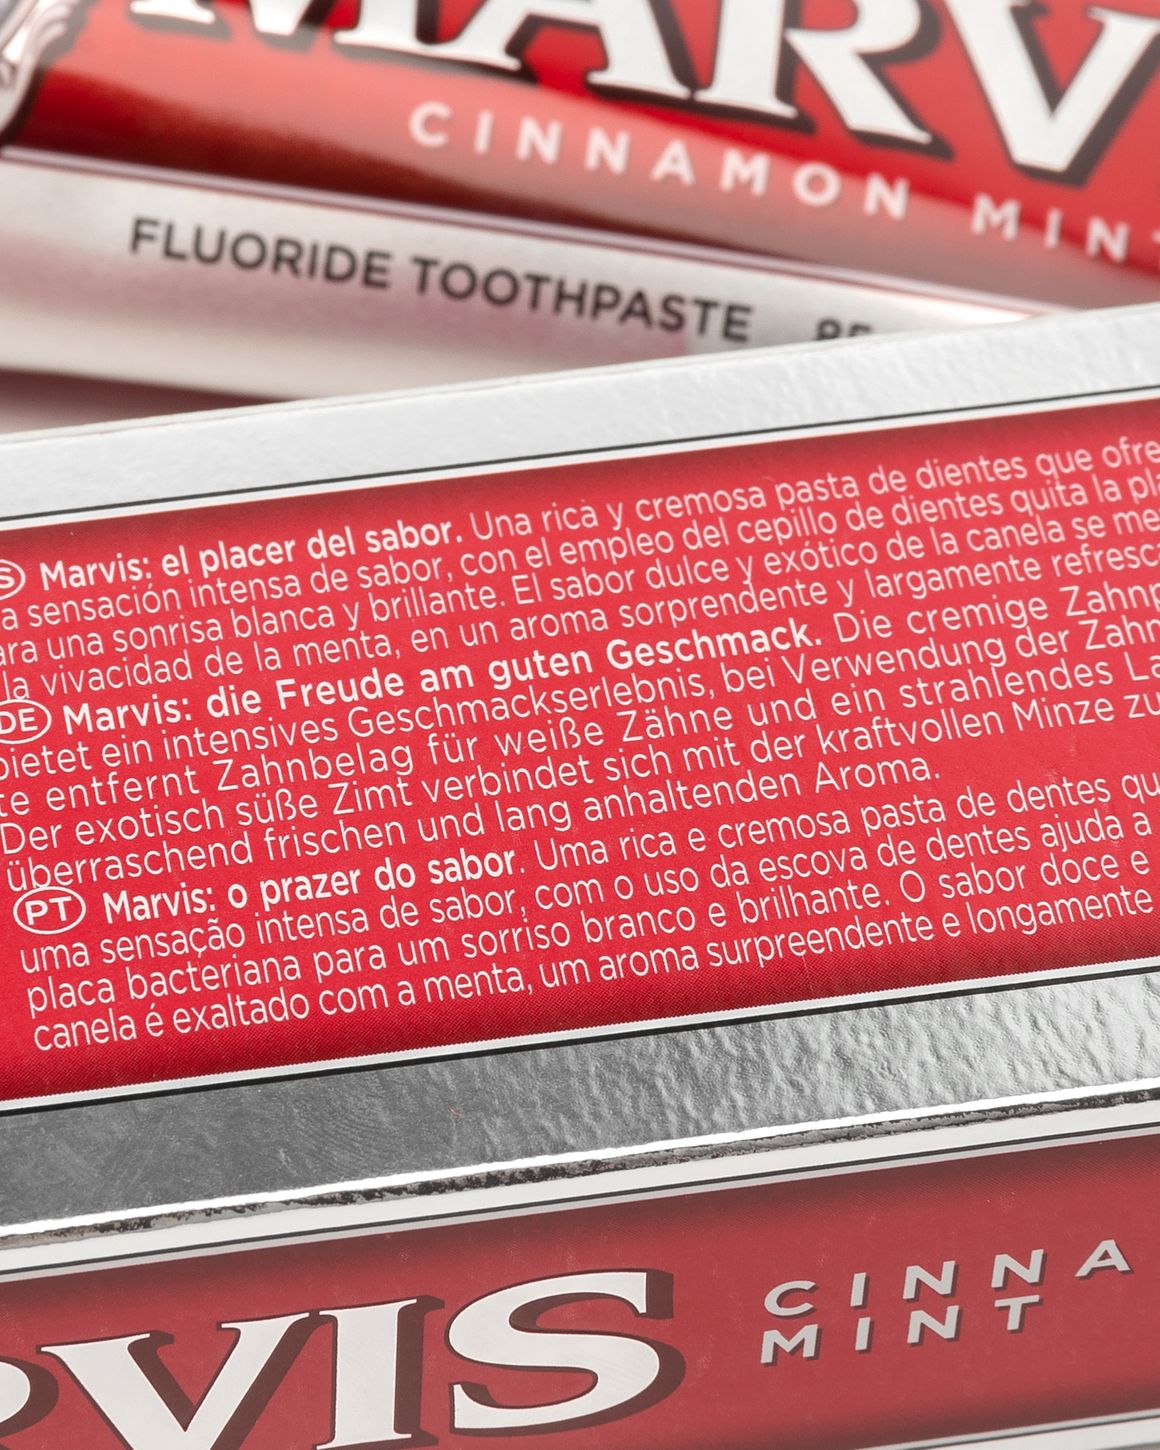 MARV
CINNAMON MINT
FLUORIDE TOOTHPASTE
Marvis: el placer del sabor. Una rica y cremosa pasta de dientes que ofre
a sensación intensa de sabor, con el empleo del cepillo de dientes quita la pla
ara una sonrisa blanca y brillante. El sabor dulce y exótico de la canela se me
la vivacidad de la menta, en un aroma sorprendente y largamente refresc
DE Marvis: die Freude am guten Geschmack. Die cremige Zahnp
bietet ein intensives Geschmackserlebnis, bei Verwendung der Zahn
te entfernt Zahnbelag für weiße Zähne und ein strahlendes La
Der exotisch süße Zimt verbindet sich mit der kraftvollen Minze zu
überraschend frischen und lang anhaltenden Aroma.
PT Marvis: o prazer do sabor. Uma rica e cremosa pasta de dentes qu
uma sensação intensa de sabor, com o uso da escova de dentes ajuda a
placa bacteriana para um sorriso branco e brilhante. O sabor doce e
canela é exaltado com a menta, um aroma surpreendente e longamente
RVIS
CINNA
MINT